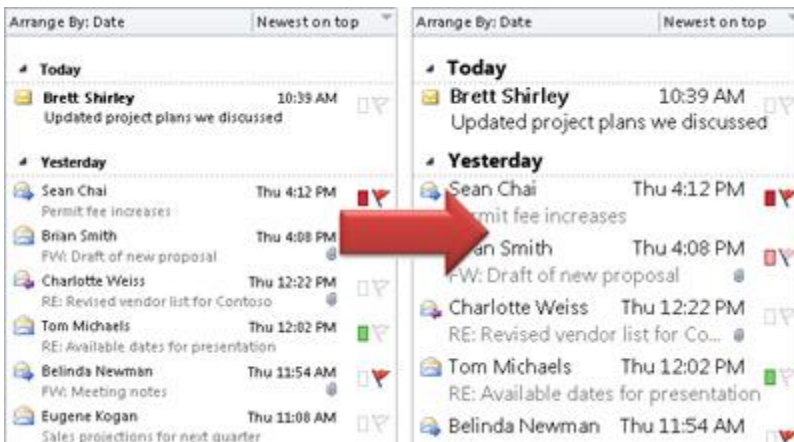 Arrange By: Date Newest on top
Today
Brett Shirley 10:39 AM
Updated project plans we discussed
Yesterday
Sean Chai Thu 4:12 PM
Permit fee increases
Brian Smith Thu 4:08 PM
FW: Draft of new proposal
Charlotte Weiss Thu 12:22 PM
RE: Revised vendor list for Contoso
Tom Michaels Thu 12:02 PM
RE: Available dates for presentation
Belinda Newman Thu 11:54 AM
FW: Meeting notes
Eugene Kogan Thu 11:08 AM
Sales projections for next quarter
Arrange By: Date Newest on top
Today
Brett Shirley 10:39 AM
Updated project plans we discussed
Yesterday
Sean Chai Thu 4:12 PM
fee increases
Smith Thu 4:08 PM
FW: Draft of new proposal
Charlotte Weiss Thu 12:22 PM
RE: Revised vendor list for Co...
Tom Michaels Thu 12:02 PM
RE: Available dates for presentation
Belinda Newman Thu 11:54 AM